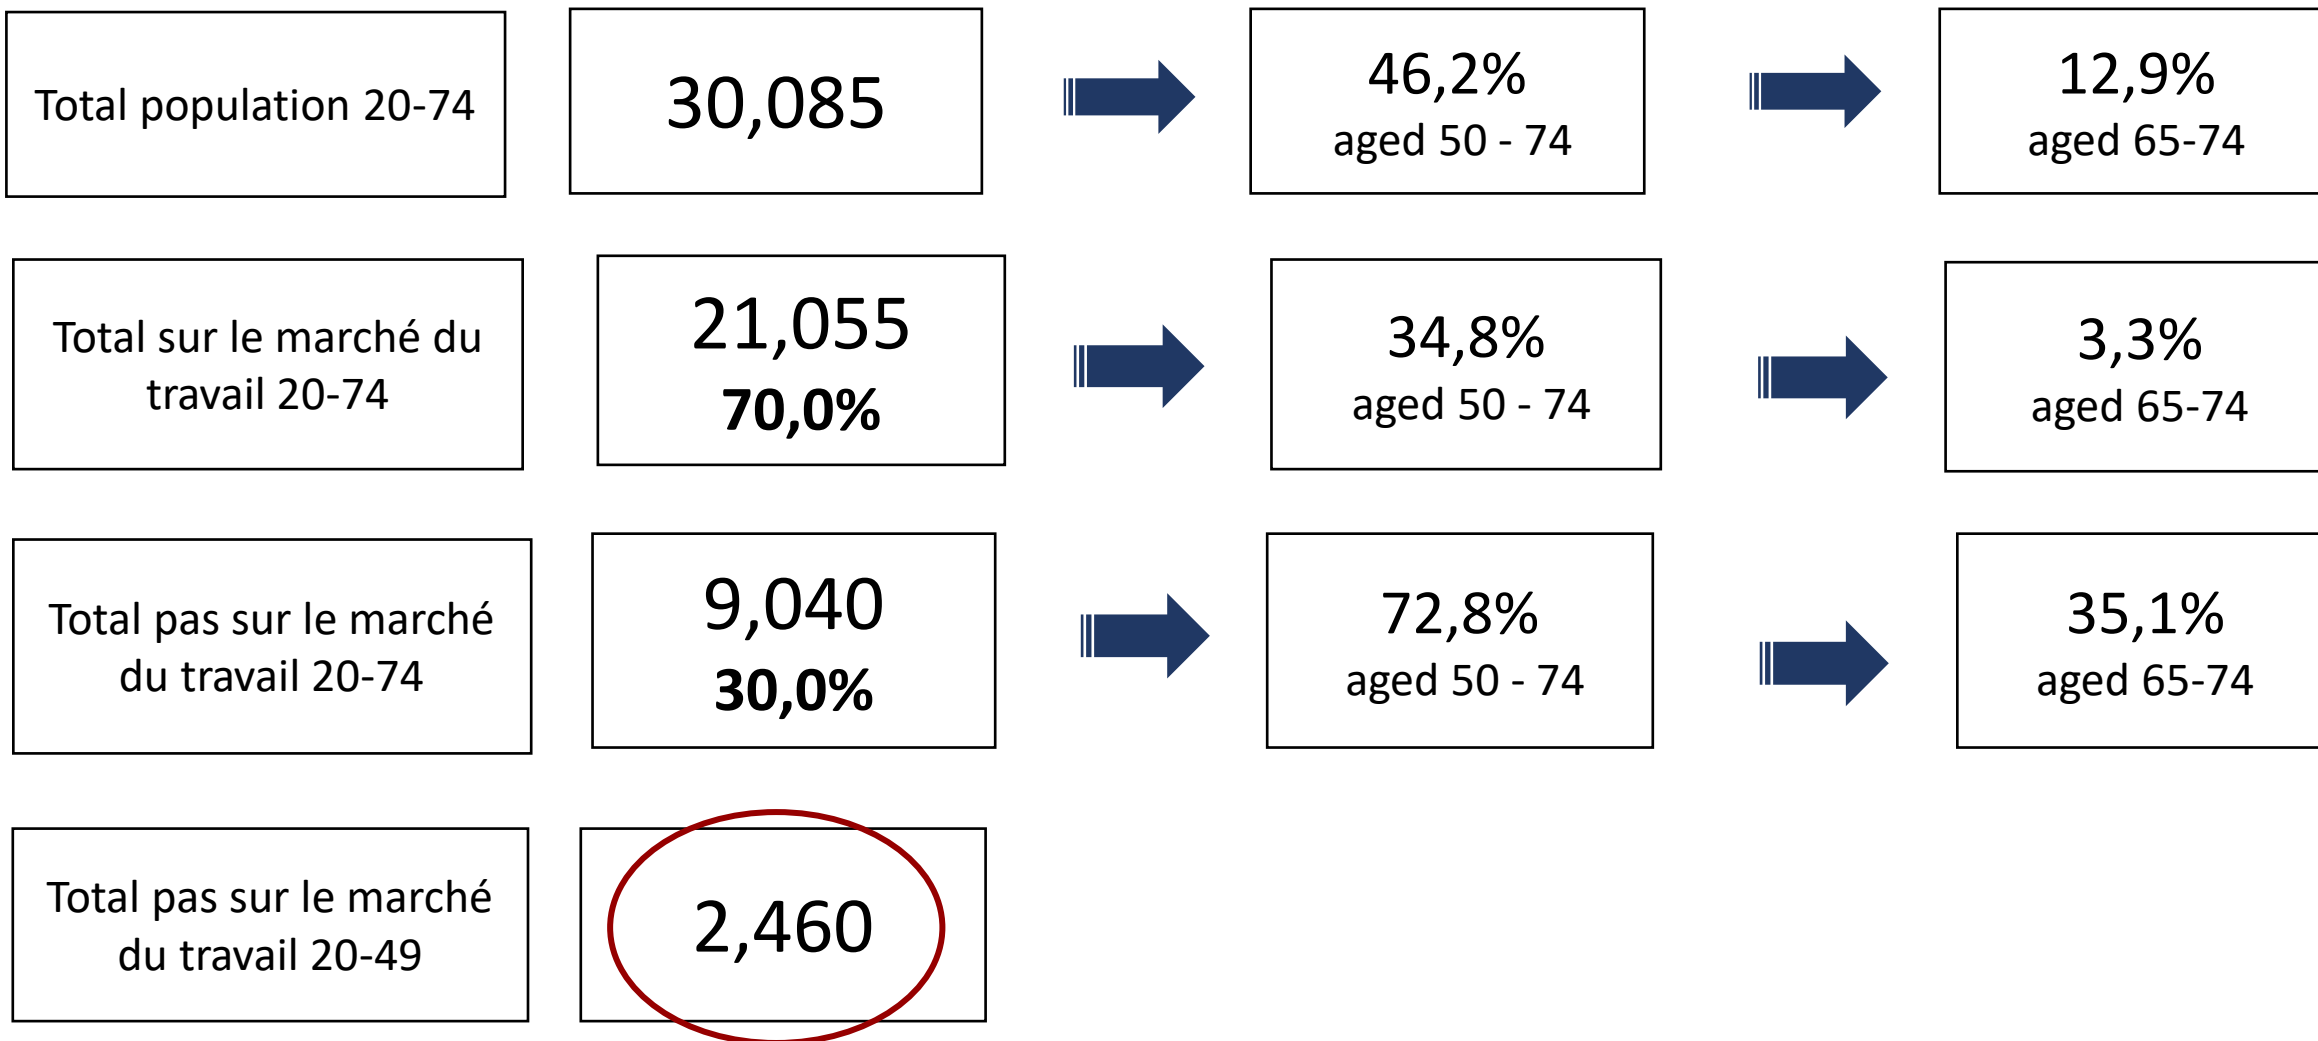 Total population 20-74
30,085
46,2%
aged 50 - 74
12,9%
aged 65-74
Total sur le marché du
travail 20-74
21,055
70,0%
34,8%
aged 50 - 74
3,3%
aged 65-74
Total pas sur le marché
du travail 20-74
9,040
30,0%
72,8%
aged 50 - 74
35,1%
aged 65-74
Total pas sur le marché
du travail 20-49
2,460